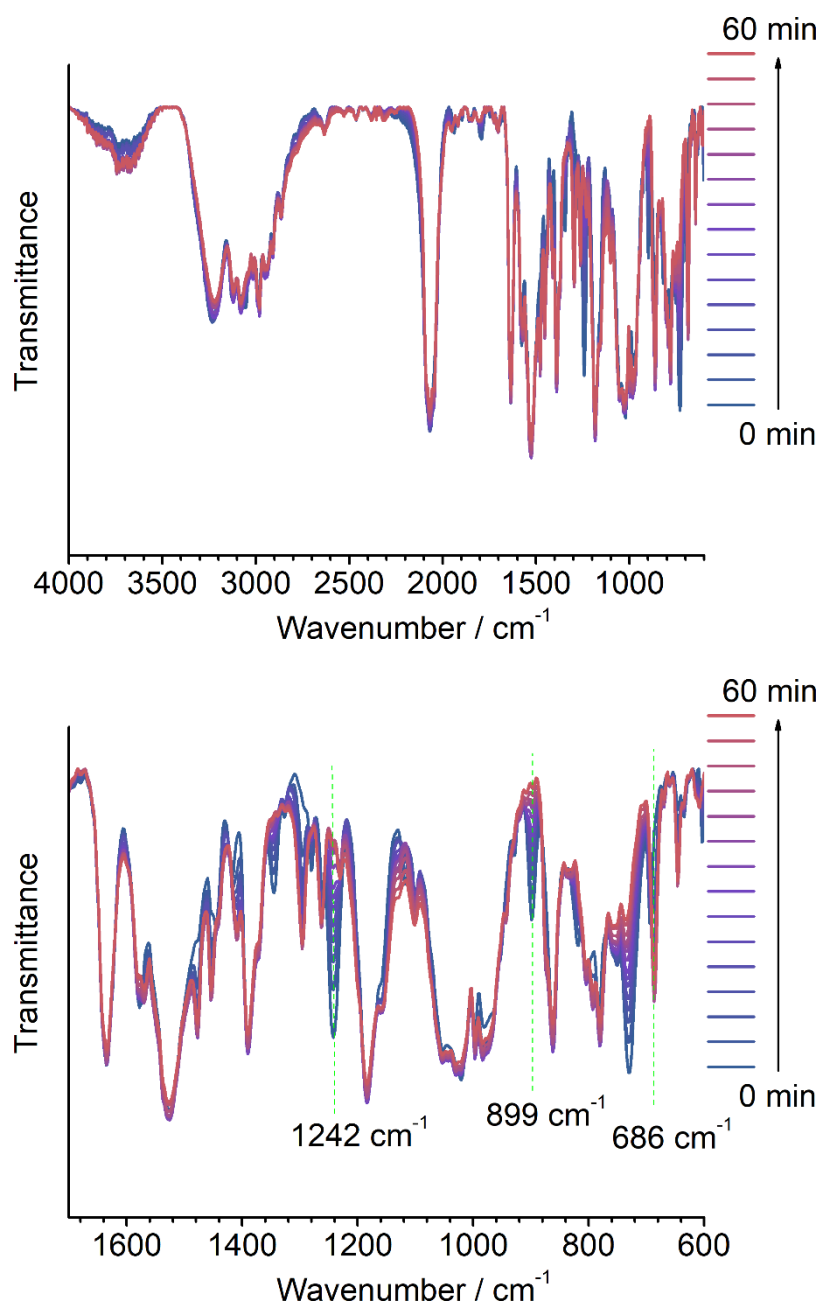 60 min
Transmittance
0 min
4000 3500 3000 2500 2000 1500 1000
Wavenumber / cm⁻¹
60 min
Transmittance
0 min
1242 cm⁻¹
899 cm⁻¹
686 cm⁻¹
1600 1400 1200 1000 800 600
Wavenumber / cm⁻¹